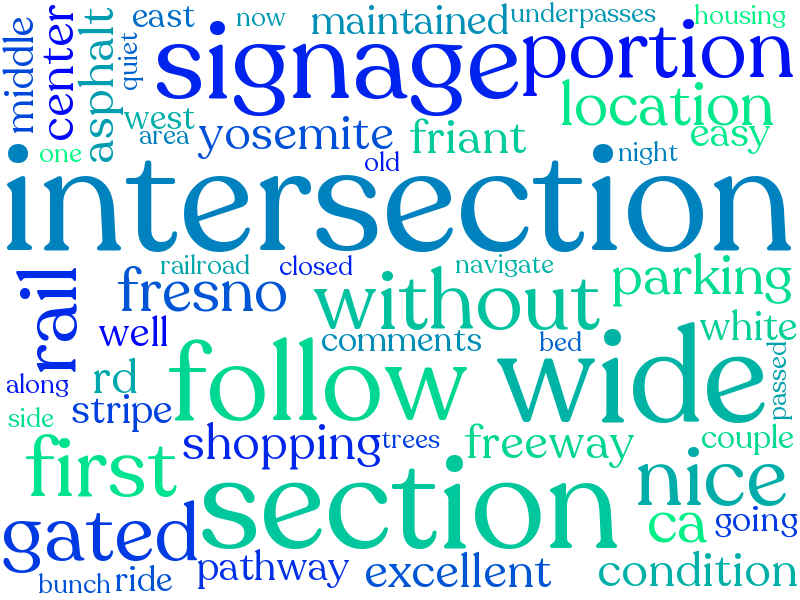 east
now
maintained
underpasses
housing
middle
center
asphalt
quiet
signage
portion
location
west
area
yosemite
friant
easy
one
old
night
intersection
railroad
closed
navigate
rail
fresno
without
parking
well
comments
bed
white
along
rd
follow
wide
passed
side
stripe
shopping
trees
freeway
couple
first
section
nice
gated
ca
going
pathway
excellent
condition
bunch
ride